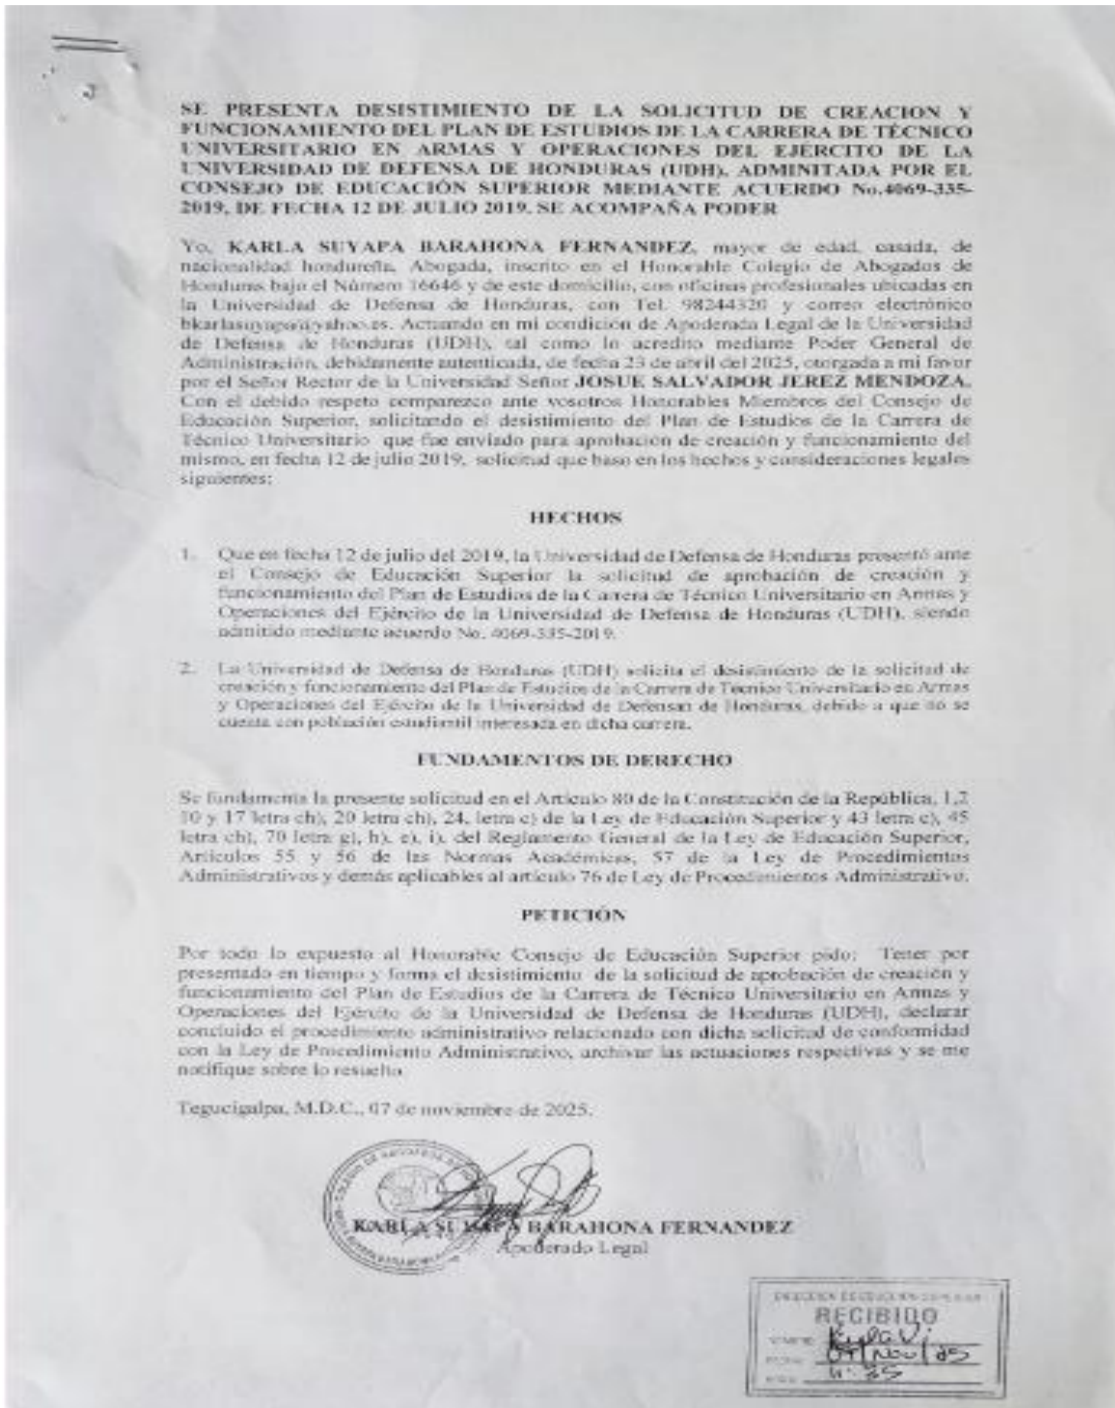 SE PRESENTA DESISTIMIENTO DE LA SOLICITUD DE CREACION Y
FUNCIONAMIENTO DEL PLAN DE ESTUDIOS DE LA CARRERA DE TÉCNICO
UNIVERSITARIO EN ARMAS Y OPERACIONES DEL EJÉRCITO DE LA
UNIVERSIDAD DE DEFENSA DE HONDURAS (UDH), ADMINITADA POR EL
CONSEJO DE EDUCACIÓN SUPERIOR MEDIANTE ACUERDO No.4069-335-
2019, DE FECHA 12 DE JULIO 2019. SE ACOMPAÑA PODER
Yo, KARLA SUYAPA BARAHONA FERNANDEZ, mayor de edad, casada, de
nacionalidad hondureña, Abogada, inscrito en el Honorable Colegio de Abogados de
Honduras bajo el Número 16646 y de este domicilio, con oficinas profesionales ubicadas en
la Universidad de Defensa de Honduras, con Tel. 98244320 y correo electrónico
bkarlasuyapa@yahoo.es. Actuando en mi condición de Apoderada Legal de la Universidad
de Defensa de Honduras (UDH), tal como lo acredito mediante Poder General de
Administración, debidamente autenticada, de fecha 23 de abril del 2025, otorgada a mi favor
por el Señor Rector de la Universidad Señor JOSUE SALVADOR JEREZ MENDOZA.
Con el debido respeto comparezco ante vosotros Honorables Miembros del Consejo de
Educación Superior, solicitando el desistimiento del Plan de Estudios de la Carrera de
Técnico Universitario que fue enviado para aprobación de creación y funcionamiento del
mismo, en fecha 12 de julio 2019, solicitud que baso en los hechos y consideraciones legales
siguientes:
HECHOS
1. Que en fecha 12 de julio del 2019, la Universidad de Defensa de Honduras presentó ante
el Consejo de Educación Superior la solicitud de aprobación de creación y
funcionamiento del Plan de Estudios de la Carrera de Técnico Universitario en Armas y
Operaciones del Ejército de la Universidad de Defensa de Honduras (UDH), siendo
admitido mediante acuerdo No. 4069-335-2019.
2. La Universidad de Defensa de Honduras (UDH) solicita el desistimiento de la solicitud de
creación y funcionamiento del Plan de Estudios de la Carrera de Técnico Universitario en Armas
y Operaciones del Ejército de la Universidad de Defensan de Honduras, debido a que no se
cuenta con población estudiantil interesada en dicha carrera.
FUNDAMENTOS DE DERECHO
Se fundamenta la presente solicitud en el Artículo 80 de la Constitución de la República, 1,2
10 y 17 letra ch), 20 letra ch), 24, letra c) de la Ley de Educación Superior y 43 letra c), 45
letra ch), 70 letra g), h), e), i), del Reglamento General de la Ley de Educación Superior,
Artículos 55 y 56 de las Normas Académicas, 57 de la Ley de Procedimientos
Administrativos y demás aplicables al artículo 76 de Ley de Procedimientos Administrativo.
PETICIÓN
Por todo lo expuesto al Honorable Consejo de Educación Superior pido: Tener por
presentado en tiempo y forma el desistimiento de la solicitud de aprobación de creación y
funcionamiento del Plan de Estudios de la Carrera de Técnico Universitario en Armas y
Operaciones del Ejército de la Universidad de Defensa de Honduras (UDH), declarar
concluido el procedimiento administrativo relacionado con dicha solicitud de conformidad
con la Ley de Procedimiento Administrativo, archivar las actuaciones respectivas y se me
notifique sobre lo resuelto
Tegucigalpa, M.D.C., 07 de noviembre de 2025.
KARLA SUYAPA BARAHONA FERNANDEZ
Apoderado Legal
DIRECCION DE EDUCACION SUPERIOR
RECIBIDO
07/Nov/25